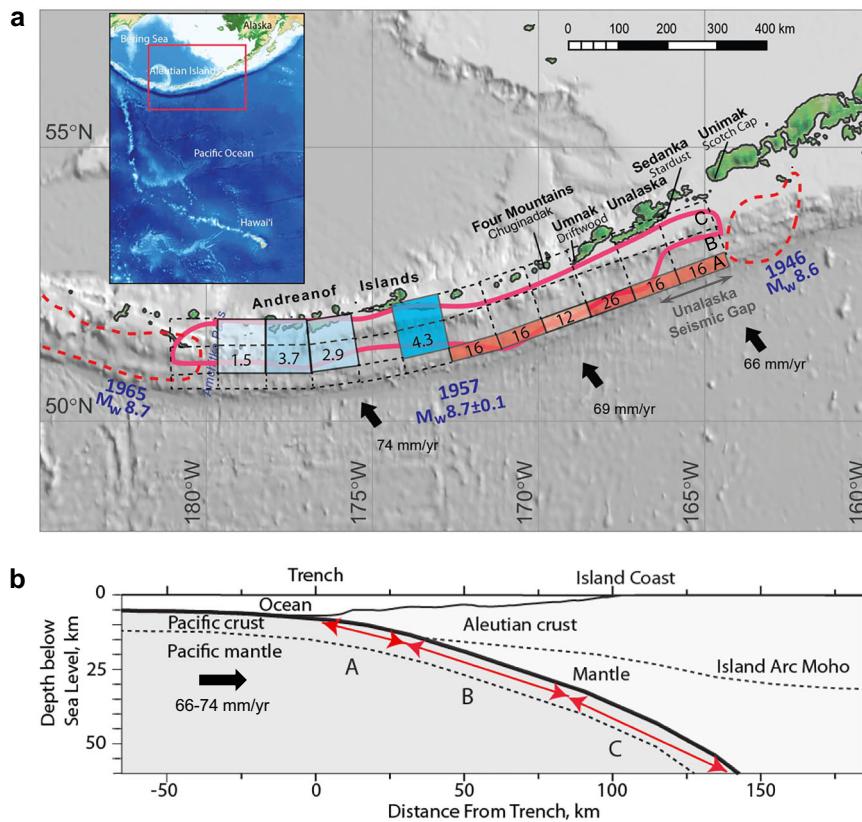 a
Bering Sea
Alaska
Aleutian Islands
Pacific Ocean
Hawai'i
0
100
200
300
400 km
55°N
50°N
Unimak
Scotch Cap
Sedanka
Stardust
Unalaska
Umnak
Driftwood
Four Mountains
Chuginadak
Andreanof Islands
C
B
A
1.5
3.7
2.9
4.3
16
16
12
26
16
16
Unalaska
Seismic Gap
1946
Mw 8.6
1965
Mw 8.7
1957
Mw 8.7±0.1
66 mm/yr
69 mm/yr
74 mm/yr
180°W
175°W
170°W
165°W
160°W
b
Trench
Island Coast
0
25
50
Depth below
Sea Level, km
Ocean
Pacific crust
Aleutian crust
Pacific mantle
Mantle
Island Arc Moho
66-74 mm/yr
A
B
C
-50
0
50
100
150
Distance From Trench, km